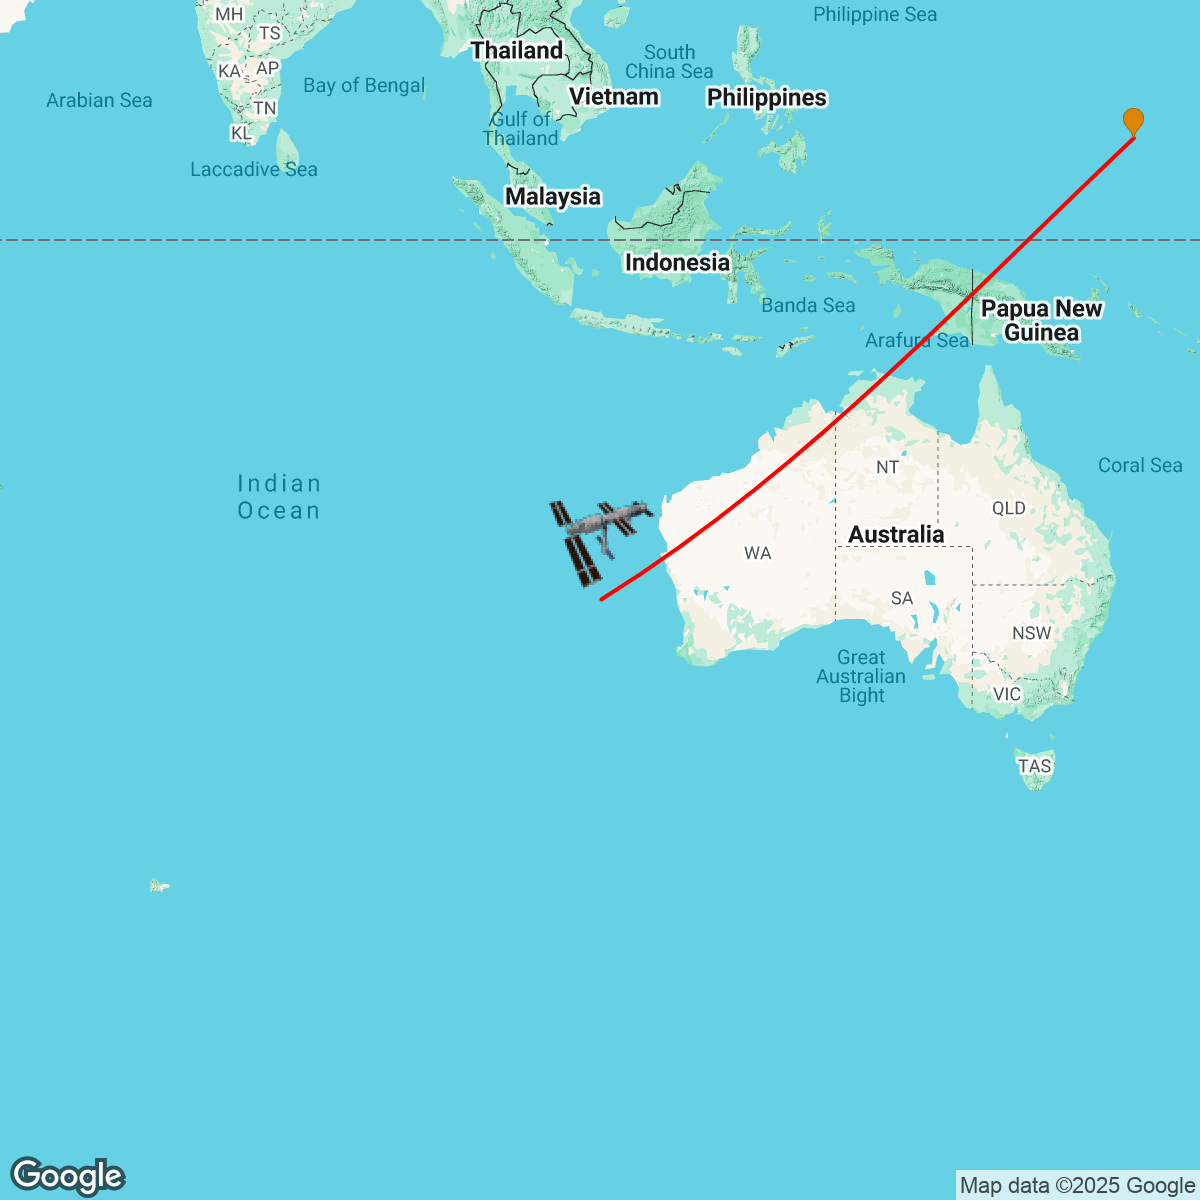 MH
TS
KA
AP
TN
KL
Arabian Sea
Bay of Bengal
Laccadive Sea
Thailand
Vietnam
Gulf of
Thailand
South
China Sea
Philippine Sea
Philippines
Malaysia
Indonesia
Banda Sea
Arafura Sea
Papua New
Guinea
Coral Sea
Indian
Ocean
NT
QLD
Australia
WA
SA
NSW
VIC
TAS
Great
Australian
Bight
Google
Map data ©2025 Google